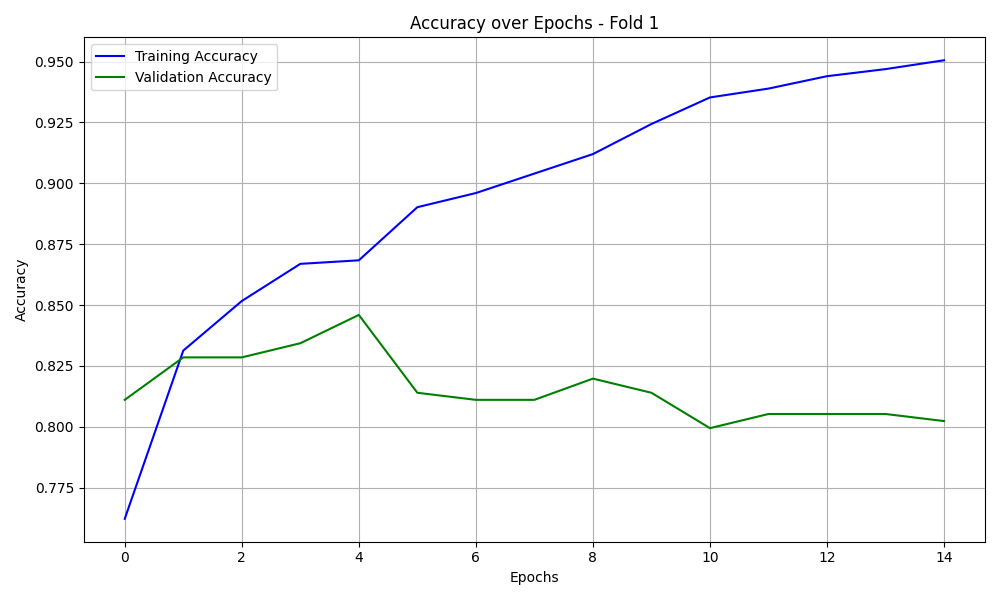 Accuracy over Epochs - Fold 1
Training Accuracy
Validation Accuracy
Accuracy
0.950
0.925
0.900
0.875
0.850
0.825
0.800
0.775
0 2 4 6 8 10 12 14
Epochs